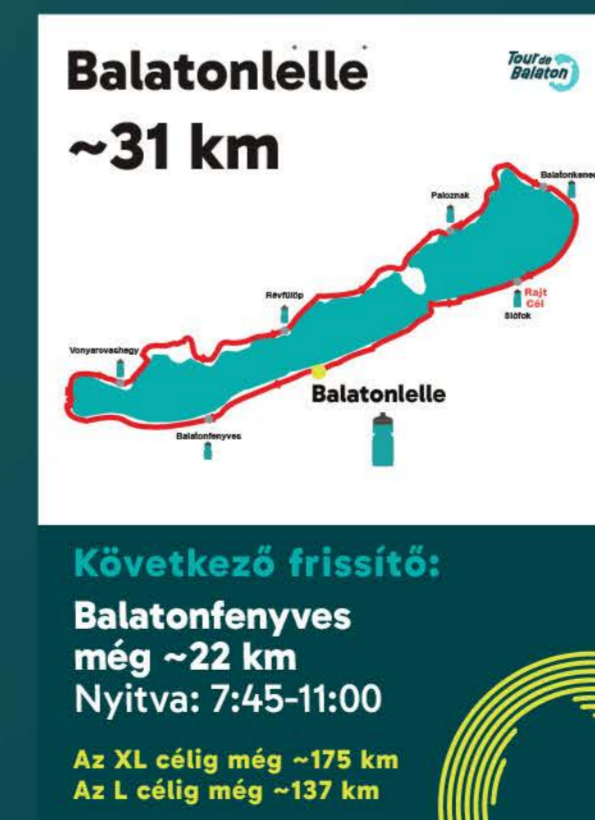 Balatonlelle
Tour de
Balaton
~31 km
Balatonkenes
Paloznak
Révfülöp
Rajt
Cél
Siófok
Vonyarcvashegy
Balatonlelle
Balatonfenyves
Következő frissítő:
Balatonfenyves
még ~22 km
Nyitva: 7:45-11:00
Az XL célig még ~175 km
Az L célig még ~137 km